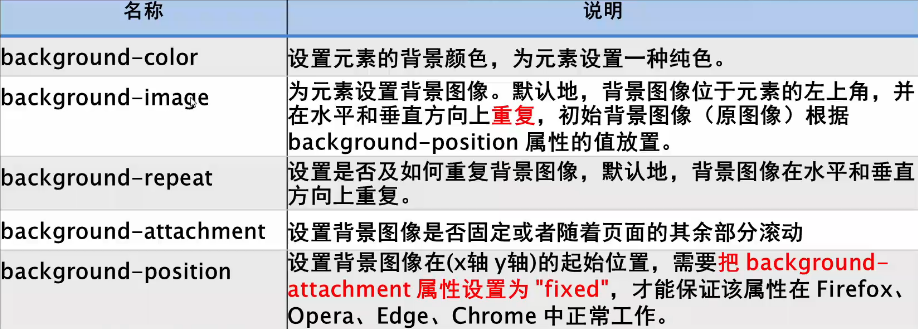 名称 说明
background-color 设置元素的背景颜色，为元素设置一种纯色。
background-image 为元素设置背景图像。默认地，背景图像位于元素的左上角，并
在水平和垂直方向上重复，初始背景图像（原图像）根据
background-position 属性的值放置。
background-repeat 设置是否及如何重复背景图像，默认地，背景图像在水平和垂直
方向上重复。
background-attachment 设置背景图像是否固定或者随着页面的其余部分滚动
background-position 设置背景图像在(x轴 y轴)的起始位置，需要把 background-
attachment 属性设置为 "fixed"，才能保证该属性在 Firefox、
Opera、Edge、Chrome 中正常工作。